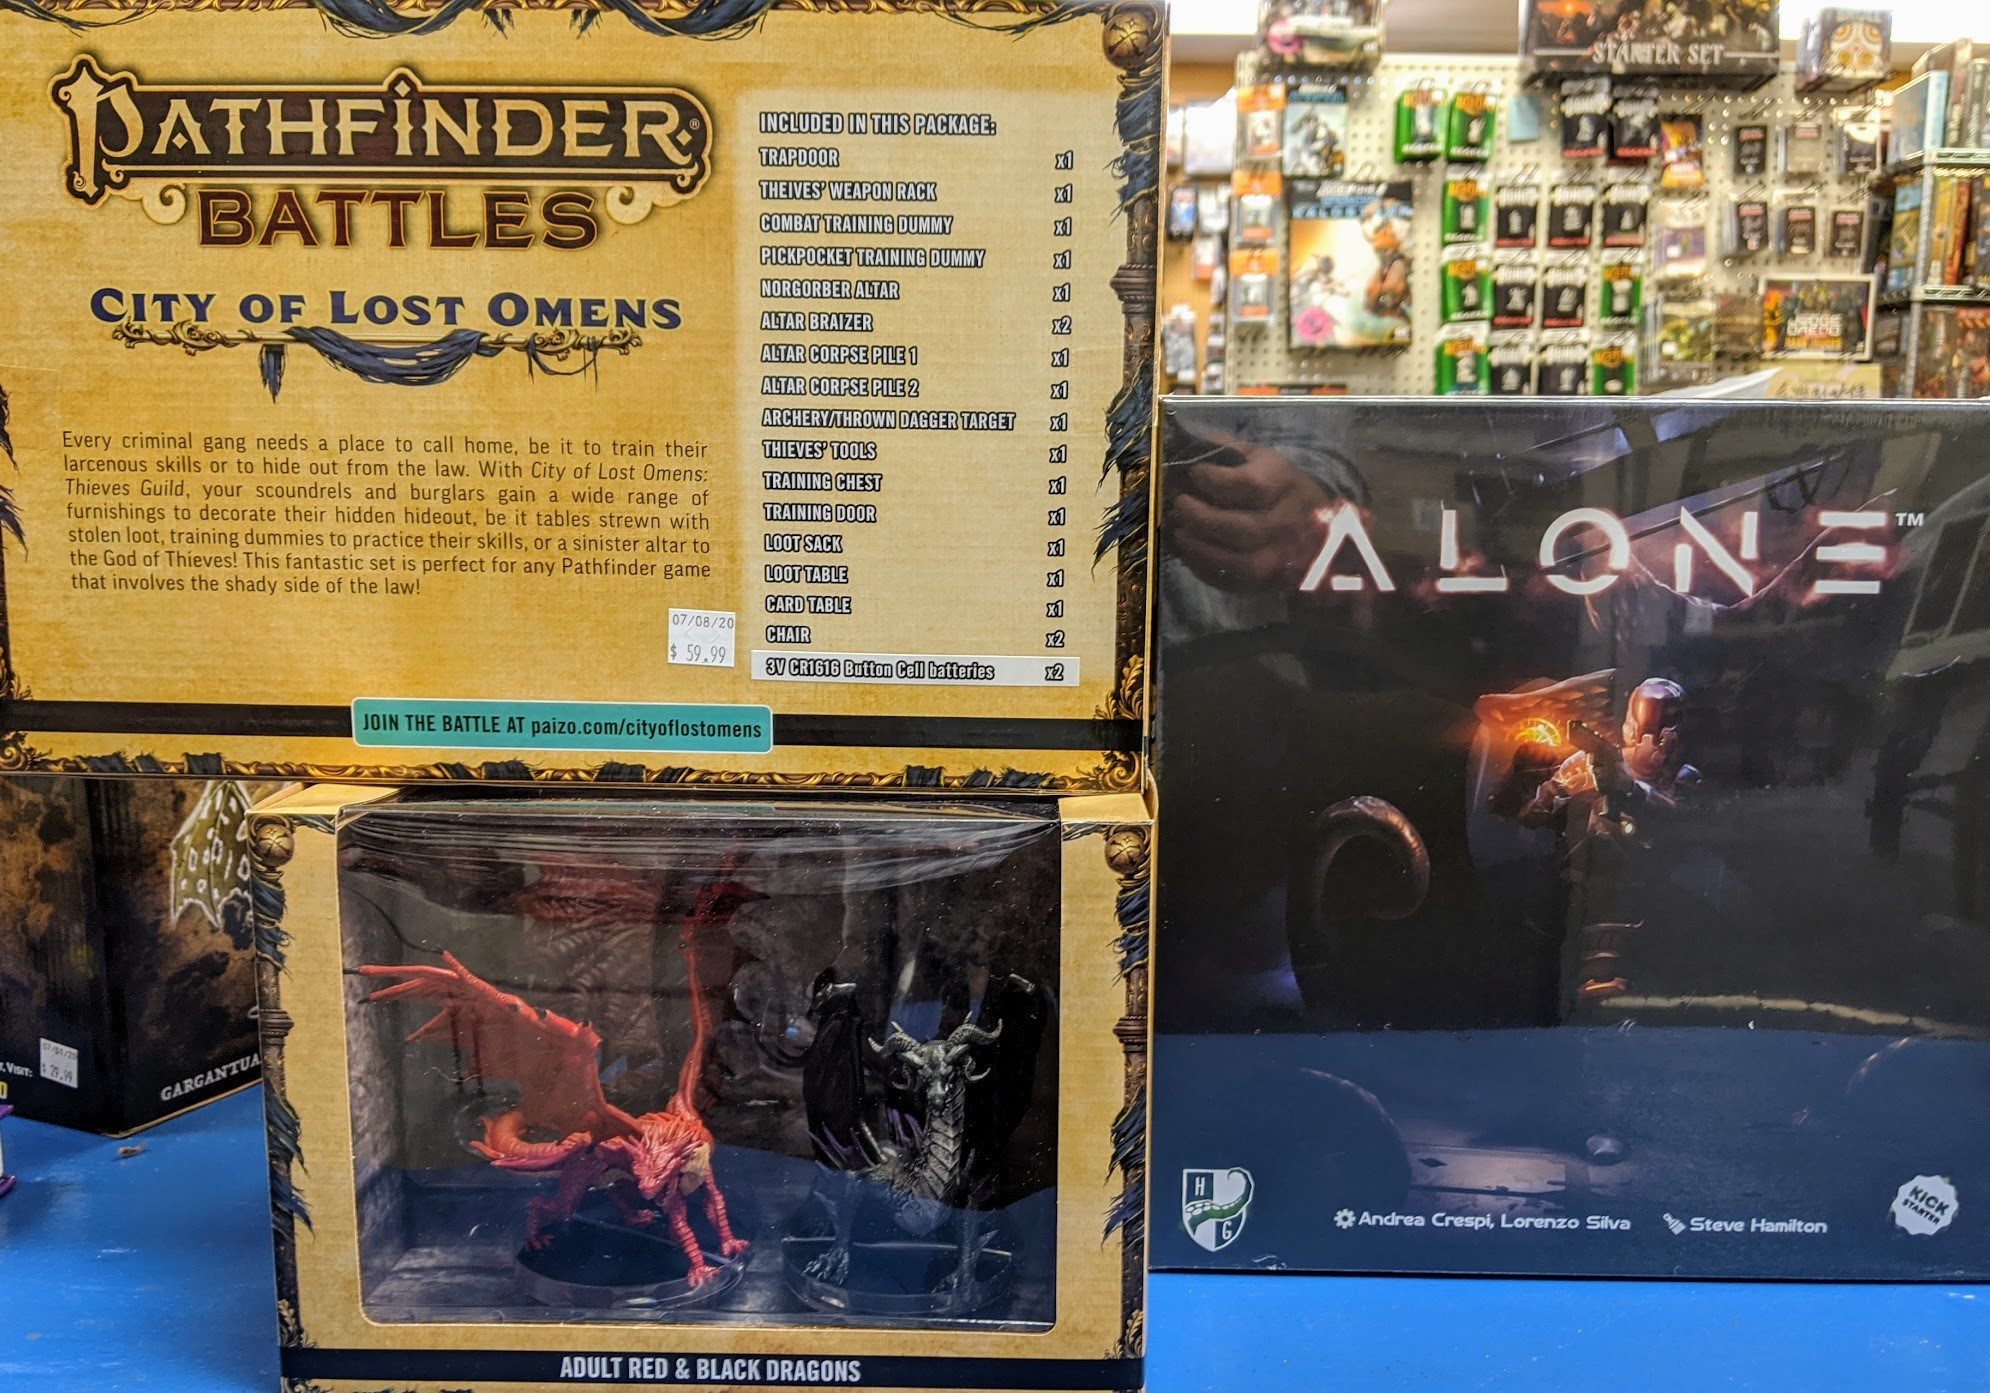 PATHFINDER®
BATTLES
CITY OF LOST OMENS
Every criminal gang needs a place to call home, be it to train their
larcenous skills or to hide out from the law. With City of Lost Omens:
Thieves Guild, your scoundrels and burglars gain a wide range of
furnishings to decorate their hidden hideout, be it tables strewn with
stolen loot, training dummies to practice their skills, or a sinister altar to
the God of Thieves! This fantastic set is perfect for any Pathfinder game
that involves the shady side of the law!
07/08/20
$ 59.99
INCLUDED IN THIS PACKAGE:
TRAPDOOR x1
THEIVES' WEAPON RACK x1
COMBAT TRAINING DUMMY x1
PICKPOCKET TRAINING DUMMY x1
NORGORBER ALTAR x1
ALTAR BRAIZER x2
ALTAR CORPSE PILE 1 x1
ALTAR CORPSE PILE 2 x1
ARCHERY/THROWN DAGGER TARGET x1
THIEVES' TOOLS x1
TRAINING CHEST x1
TRAINING DOOR x1
LOOT SACK x1
LOOT TABLE x1
CARD TABLE x1
CHAIR x2
3V CR1616 Button Cell batteries x2
JOIN THE BATTLE AT paizo.com/cityoflostomens
STARTER SET
ALONE™
H
G
Andrea Crespi, Lorenzo Silva
Steve Hamilton
KICK
STARTER
, VISIT:
$ 29.99
GARGANTUA
ADULT RED & BLACK DRAGONS